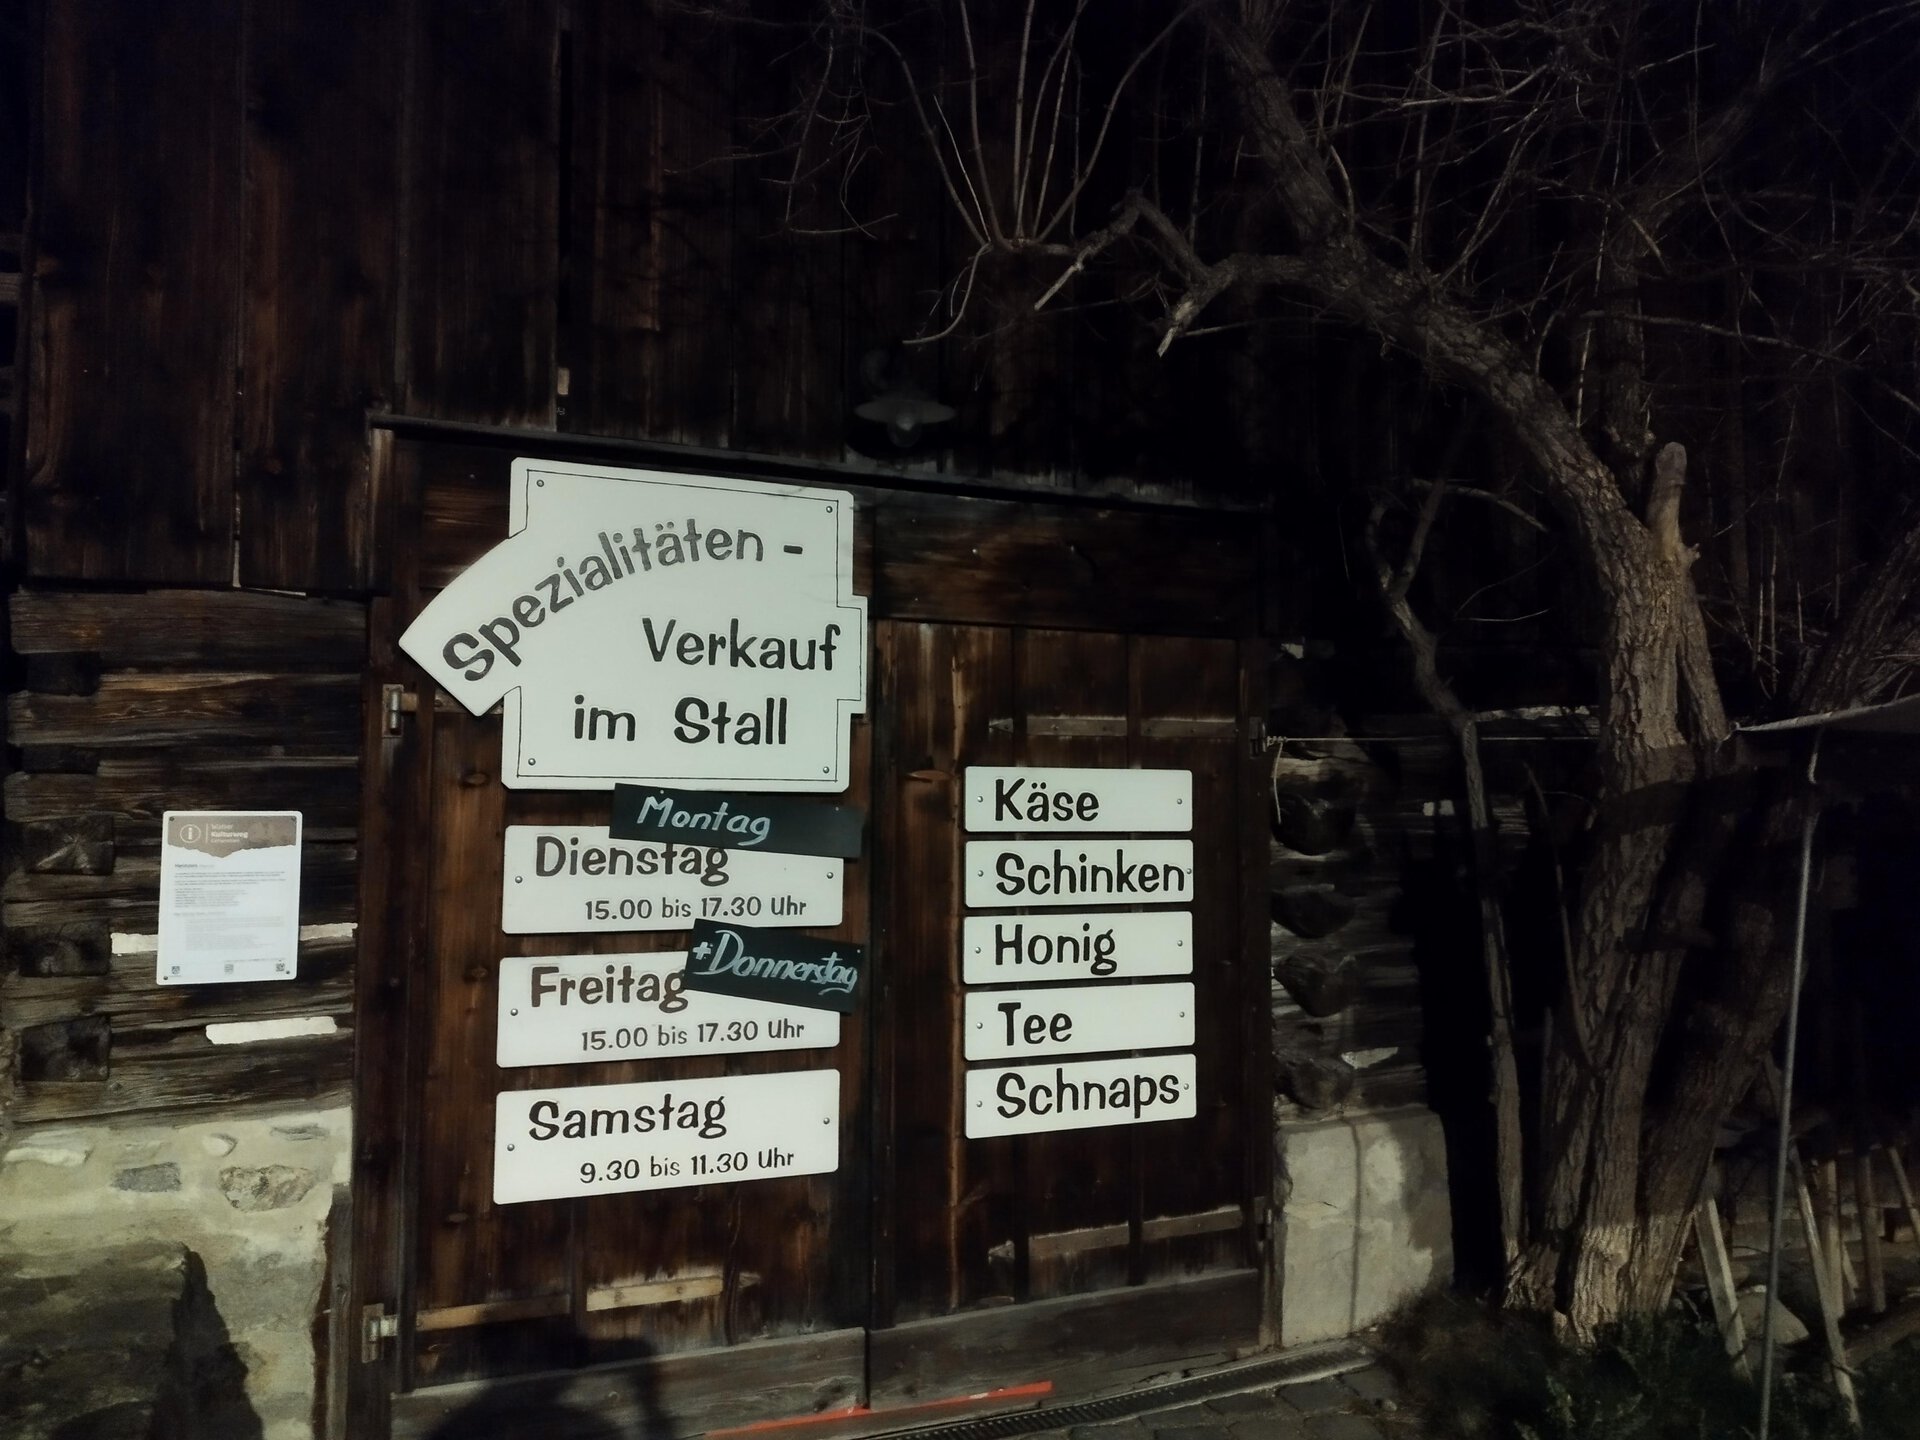 Spezialitäten -
Verkauf
im Stall
Montag
Dienstag
15.00 bis 17.30 Uhr
+Donnerstag
Freitag
15.00 bis 17.30 Uhr
Samstag
9.30 bis 11.30 Uhr
Käse
Schinken
Honig
Tee
Schnaps
i
Kulturweg